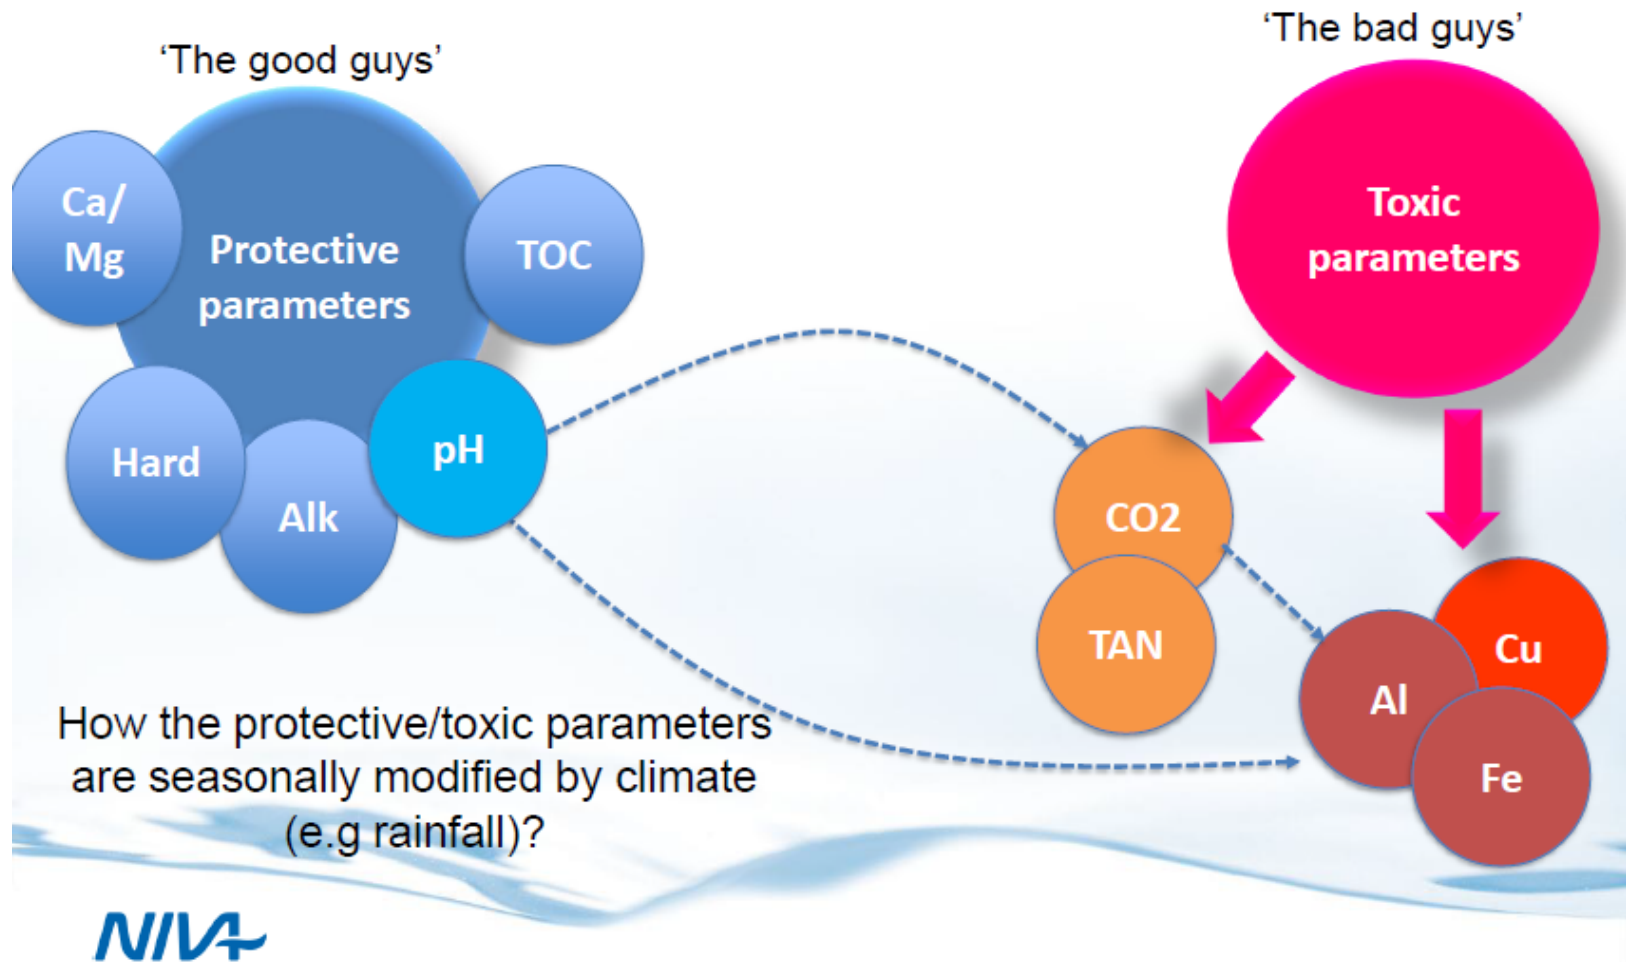 ‘The good guys’
‘The bad guys’
Ca/
Mg
Protective
parameters
TOC
Hard
Alk
pH
Toxic
parameters
CO2
TAN
Cu
Al
Fe
How the protective/toxic parameters
are seasonally modified by climate
(e.g rainfall)?
NIVA